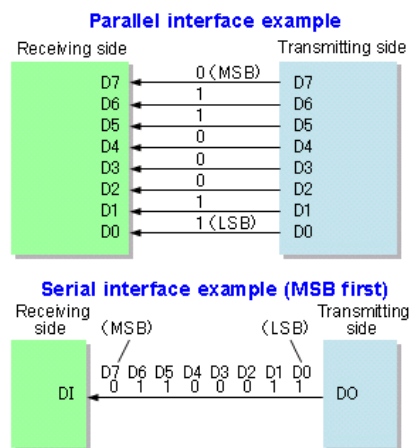 Parallel interface example
Receiving side
Transmitting side
D7 0 (MSB) D7
D6 1 D6
D5 1 D5
D4 0 D4
D3 0 D3
D2 0 D2
D1 1 D1
D0 1 (LSB) D0
Serial interface example (MSB first)
Receiving side
Transmitting side
(MSB) (LSB)
D7 D6 D5 D4 D3 D2 D1 D0
0 1 1 0 0 0 1 1
DI DO